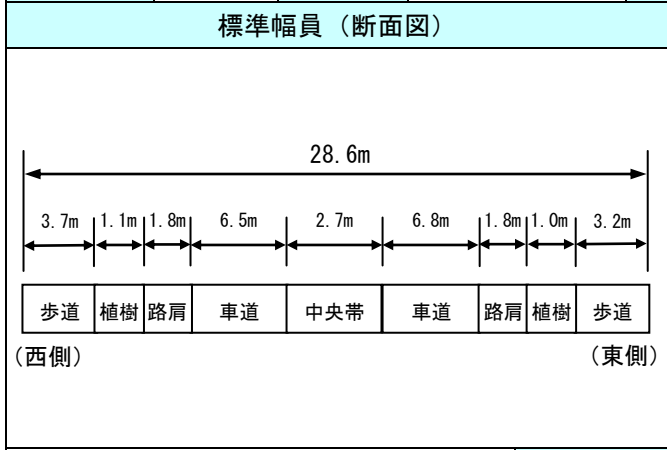 標準幅員（断面図）
28.6m
3.7m 1.1m 1.8m 6.5m 2.7m 6.8m 1.8m 1.0m 3.2m
歩道 植樹 路肩 車道 中央帯 車道 路肩 植樹 歩道
（西側） （東側）